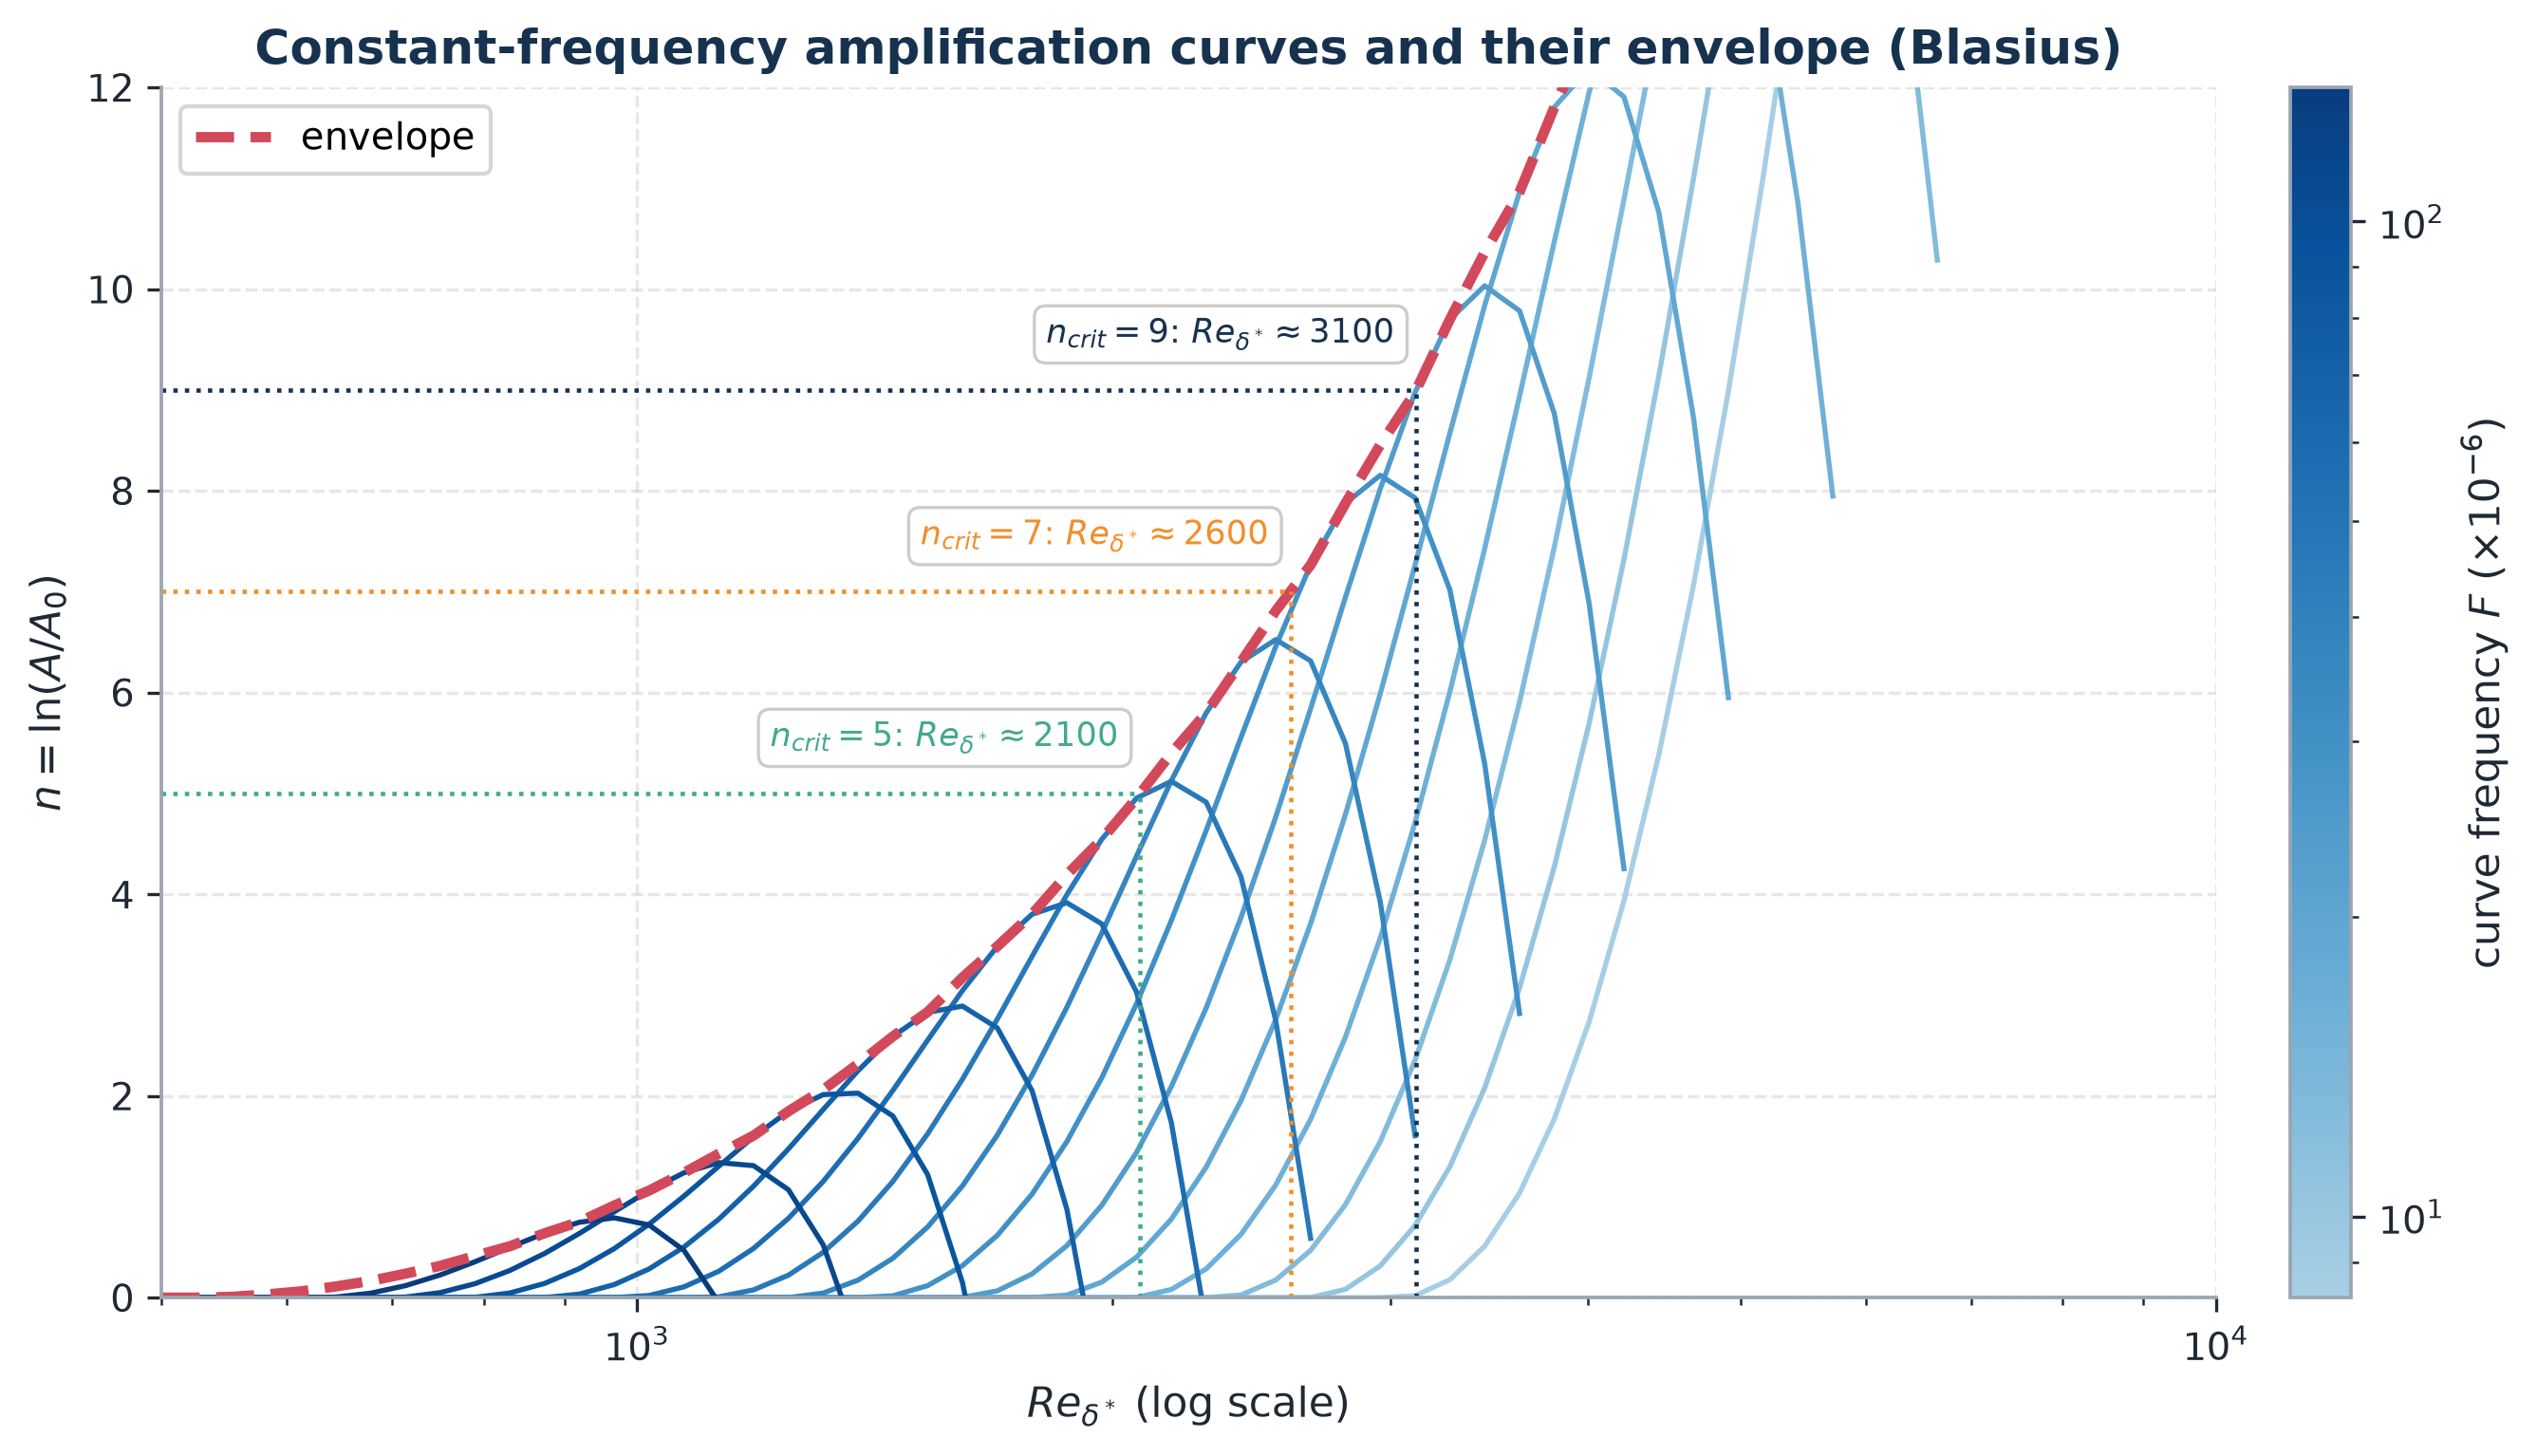 Constant-frequency amplification curves and their envelope (Blasius)
envelope
12
10
8
6
4
2
0
n = ln(A/A₀)
n_crit = 9: Re_δ* ≈ 3100
n_crit = 7: Re_δ* ≈ 2600
n_crit = 5: Re_δ* ≈ 2100
10³
10⁴
Re_δ* (log scale)
10²
10¹
curve frequency F (×10⁻⁶)